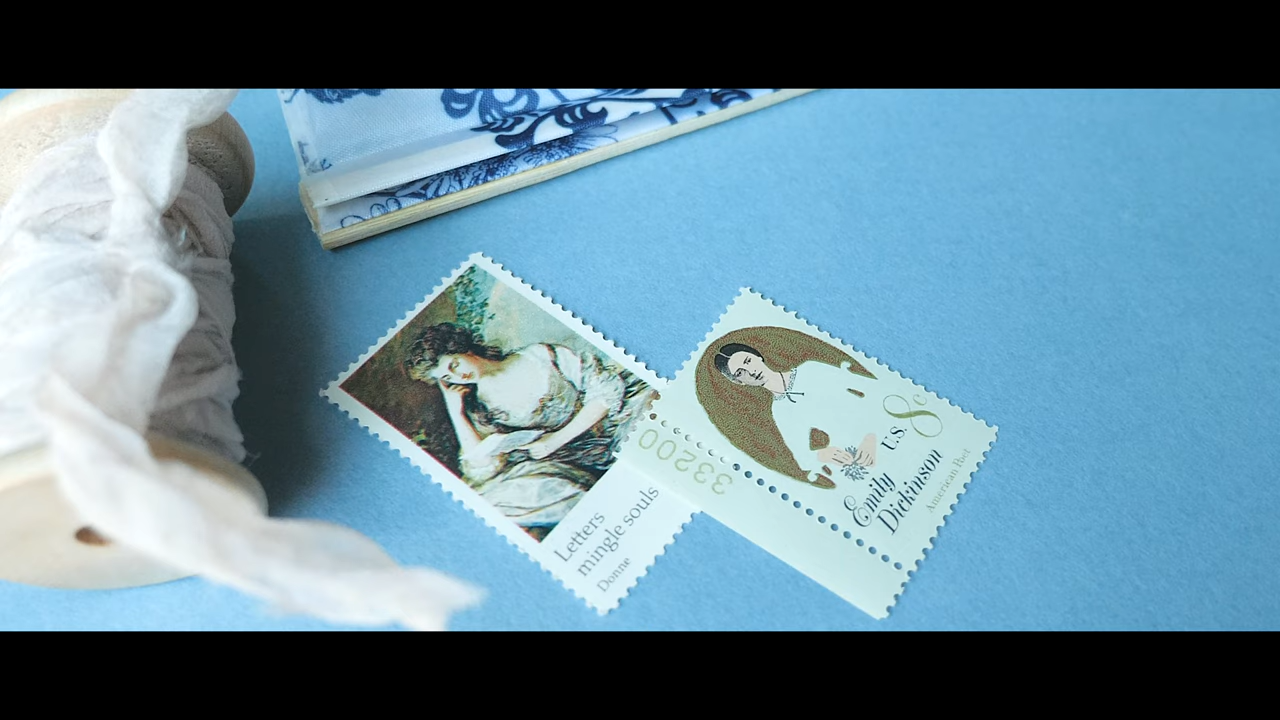 Letters
mingle souls
Donne
33200
U.S. 8c
Emily
Dickinson
American Poet